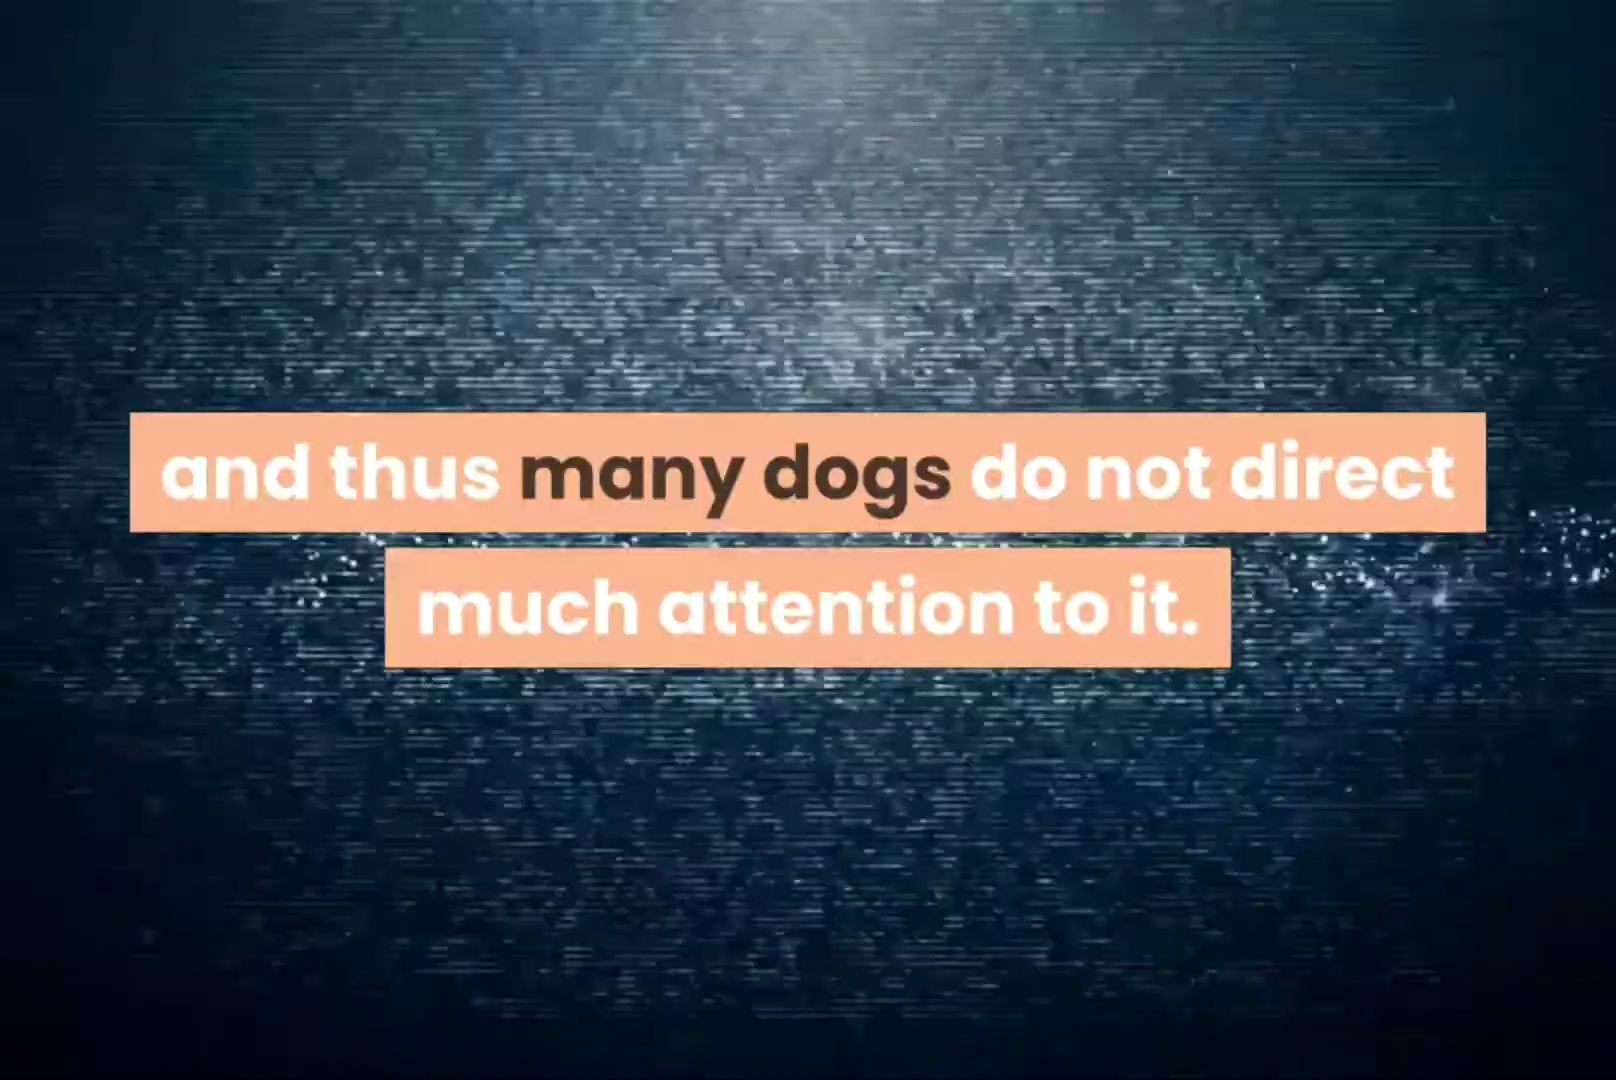 and thus many dogs do not direct
much attention to it.